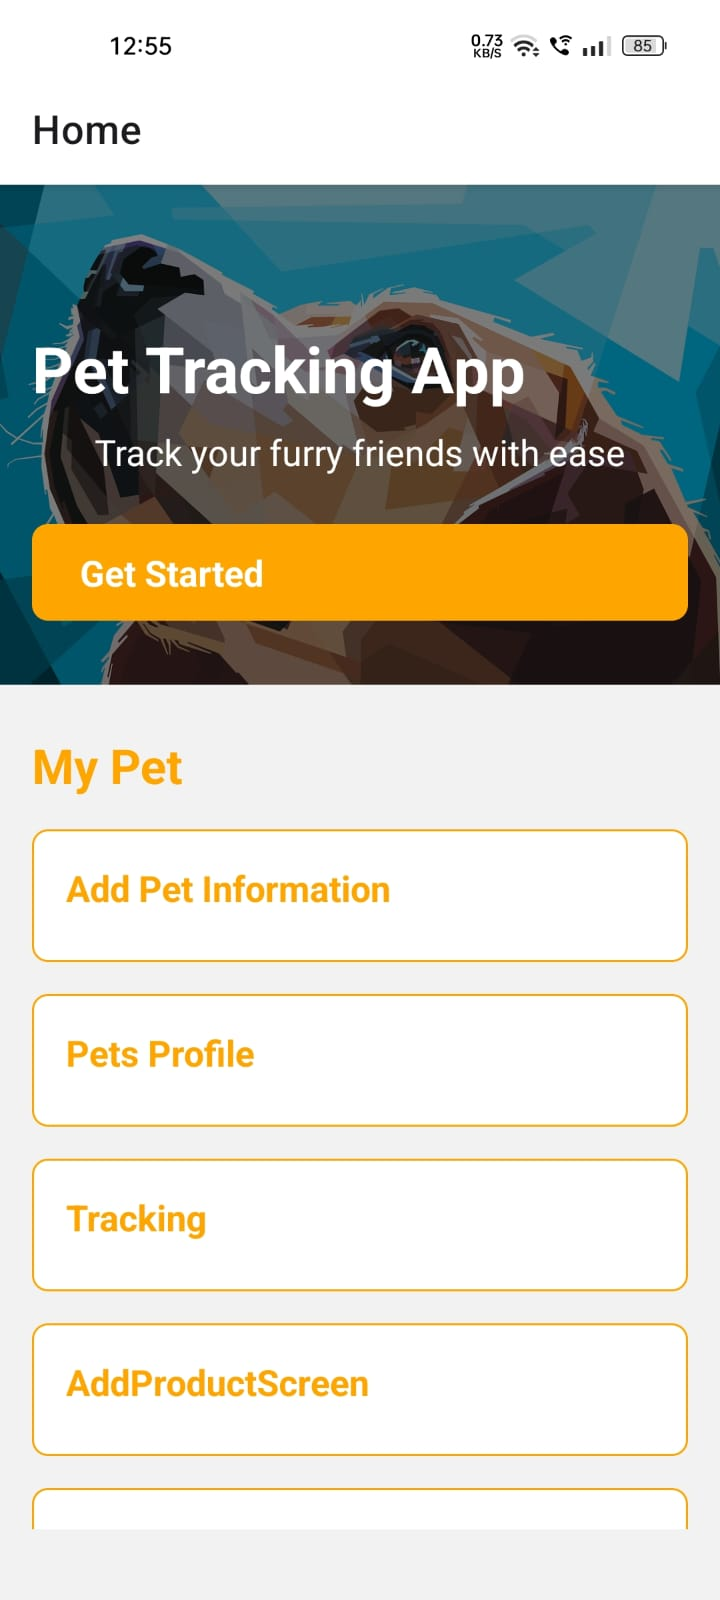 12:55
0.73
KB/S
85
Home
Pet Tracking App
Track your furry friends with ease
Get Started
My Pet
Add Pet Information
Pets Profile
Tracking
AddProductScreen